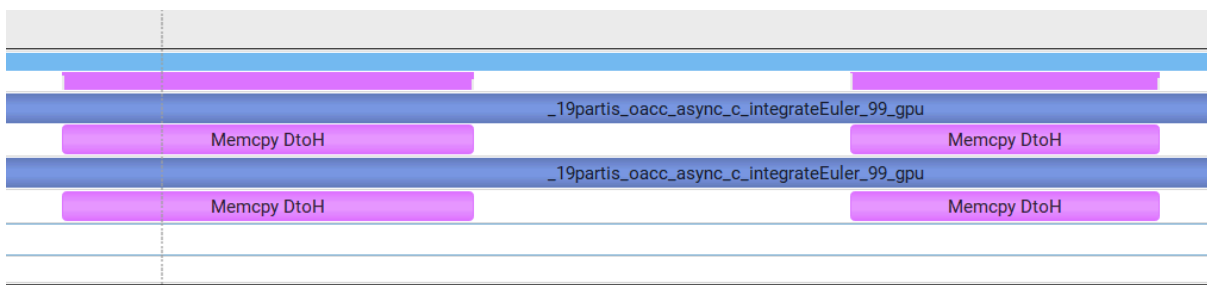 _19partis_oacc_async_c_integrateEuler_99_gpu
Memcpy DtoH Memcpy DtoH
_19partis_oacc_async_c_integrateEuler_99_gpu
Memcpy DtoH Memcpy DtoH